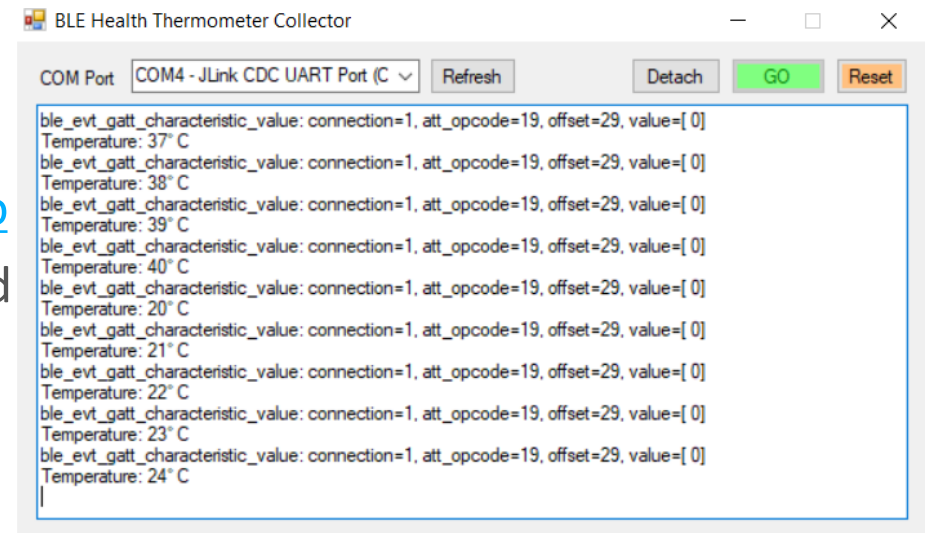 BLE Health Thermometer Collector
COM Port COM4 - JLink CDC UART Port (C Refresh Detach GO Reset
ble_evt_gatt_characteristic_value: connection=1, att_opcode=19, offset=29, value=[ 0]
Temperature: 37° C
ble_evt_gatt_characteristic_value: connection=1, att_opcode=19, offset=29, value=[ 0]
Temperature: 38° C
ble_evt_gatt_characteristic_value: connection=1, att_opcode=19, offset=29, value=[ 0]
Temperature: 39° C
ble_evt_gatt_characteristic_value: connection=1, att_opcode=19, offset=29, value=[ 0]
Temperature: 40° C
ble_evt_gatt_characteristic_value: connection=1, att_opcode=19, offset=29, value=[ 0]
Temperature: 20° C
ble_evt_gatt_characteristic_value: connection=1, att_opcode=19, offset=29, value=[ 0]
Temperature: 21° C
ble_evt_gatt_characteristic_value: connection=1, att_opcode=19, offset=29, value=[ 0]
Temperature: 22° C
ble_evt_gatt_characteristic_value: connection=1, att_opcode=19, offset=29, value=[ 0]
Temperature: 23° C
ble_evt_gatt_characteristic_value: connection=1, att_opcode=19, offset=29, value=[ 0]
Temperature: 24° C